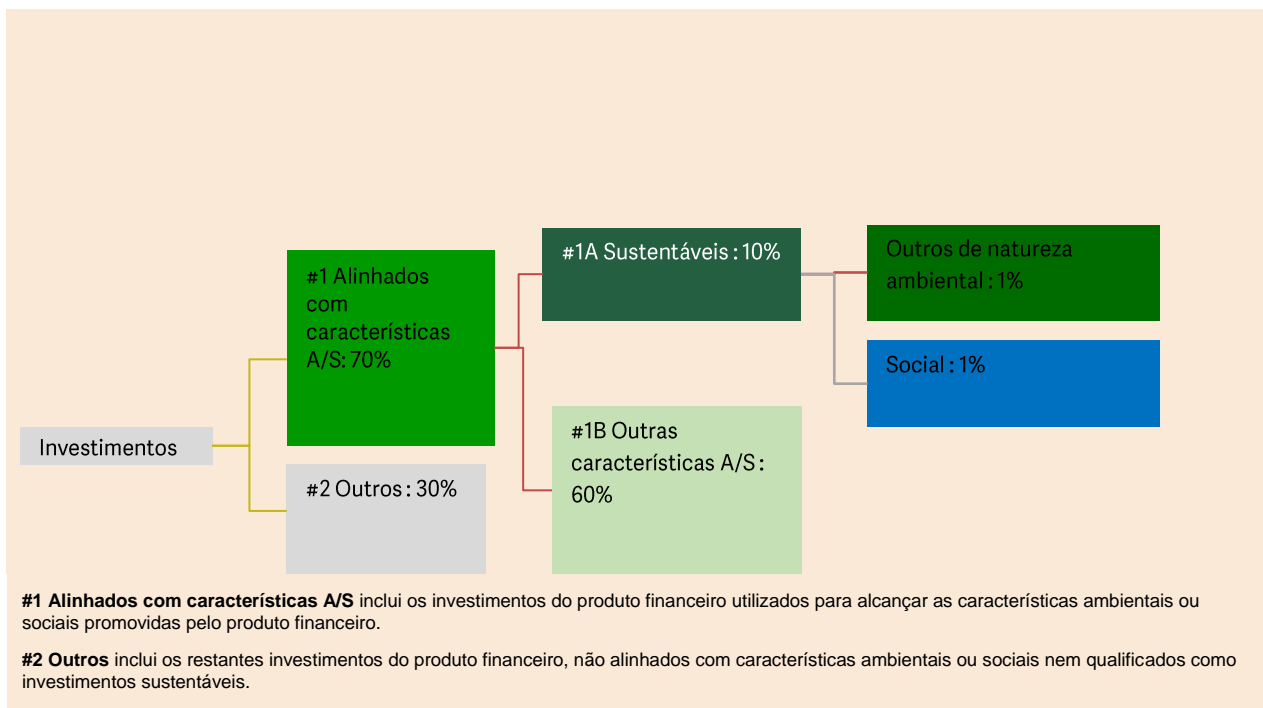 Investimentos
#1 Alinhados
com
características
A/S: 70%
#2 Outros : 30%
#1A Sustentáveis : 10%
#1B Outras
características A/S :
60%
Outros de natureza
ambiental : 1%
Social : 1%
#1 Alinhados com características A/S inclui os investimentos do produto financeiro utilizados para alcançar as características ambientais ou
sociais promovidas pelo produto financeiro.
#2 Outros inclui os restantes investimentos do produto financeiro, não alinhados com características ambientais ou sociais nem qualificados como
investimentos sustentáveis.